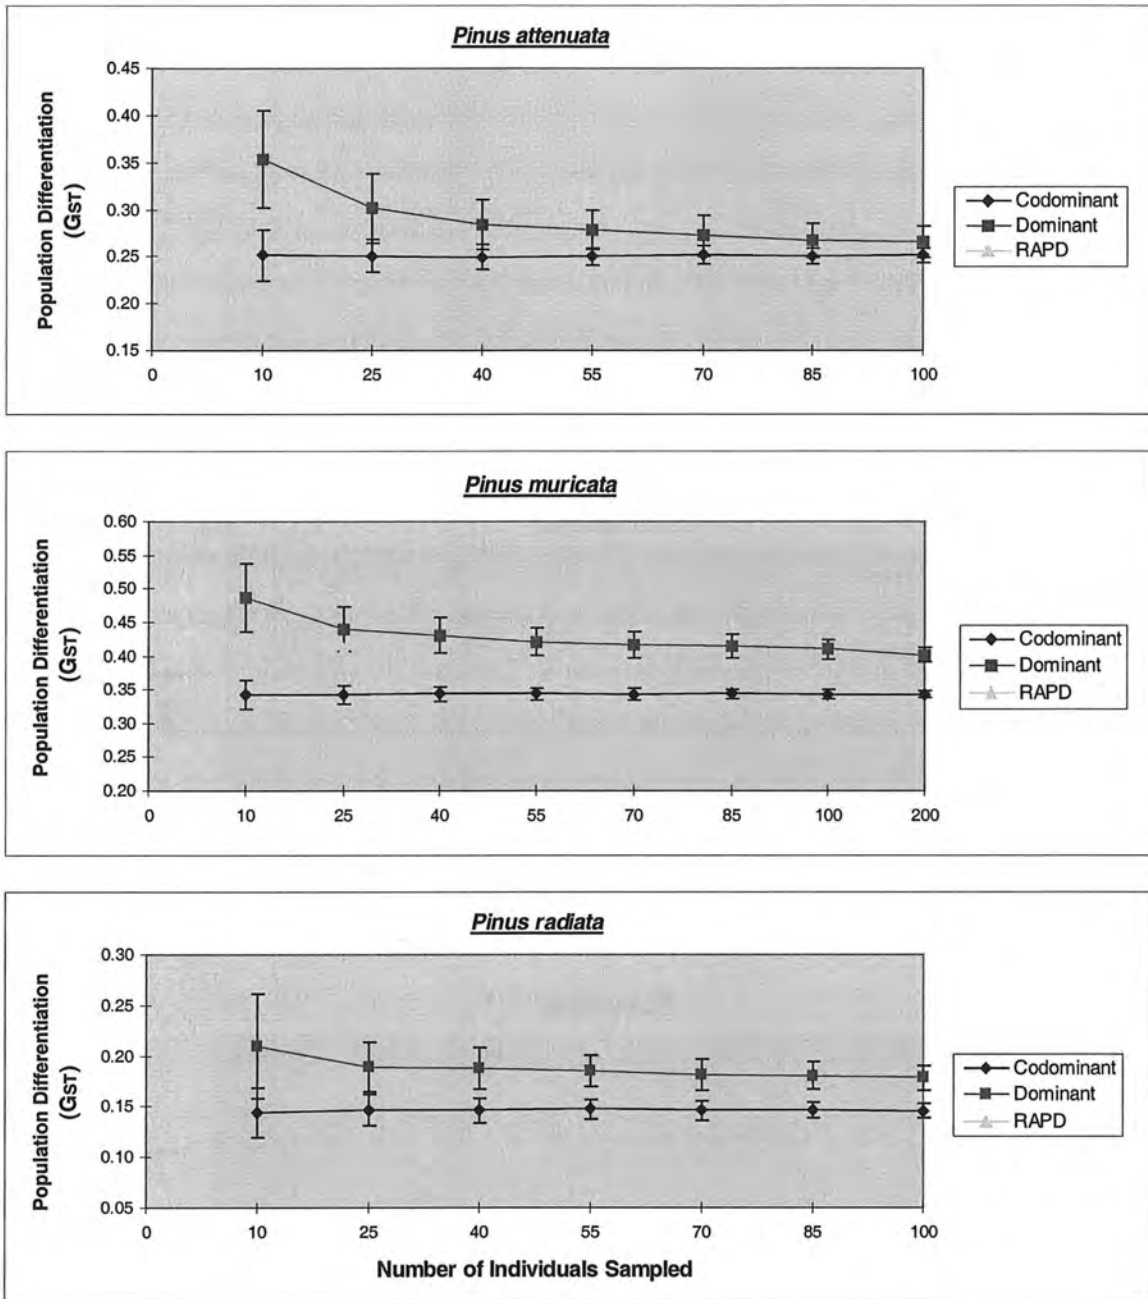 Pinus attenuata
Population Differentiation
(GST)
0.45
0.40
0.35
0.30
0.25
0.20
0.15
0 10 25 40 55 70 85 100
Codominant
Dominant
RAPD
Pinus muricata
Population Differentiation
(GST)
0.60
0.55
0.50
0.45
0.40
0.35
0.30
0.25
0.20
0 10 25 40 55 70 85 100 200
Codominant
Dominant
RAPD
Pinus radiata
Population Differentiation
(GST)
0.30
0.25
0.20
0.15
0.10
0.05
0 10 25 40 55 70 85 100
Number of Individuals Sampled
Codominant
Dominant
RAPD